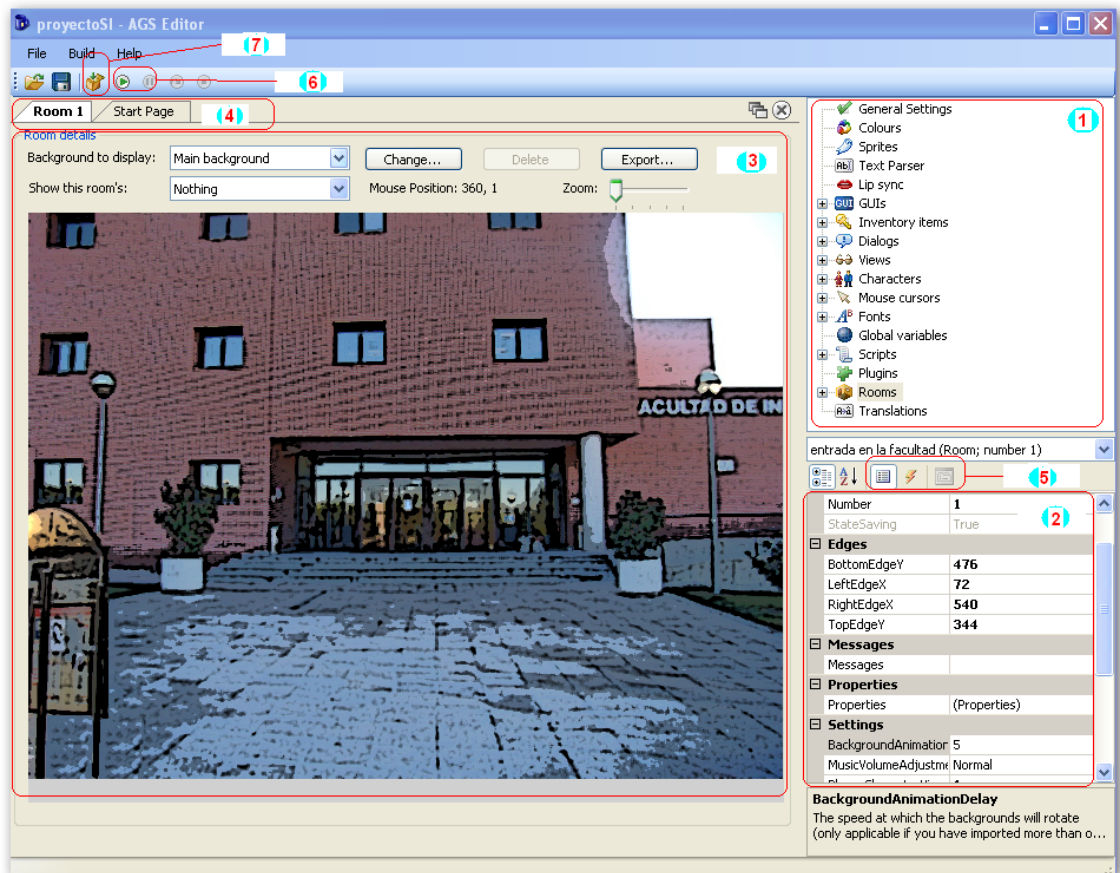 proyectoSI - AGS Editor
File Build Help
(7)
(6)
Room 1 Start Page (4)
Room details
Background to display: Main background Change... Delete Export... (3)
Show this room's: Nothing Mouse Position: 360, 1 Zoom:
ACULTAD DE IN
(1)
General Settings
Colours
Sprites
Text Parser
Lip sync
GUI GUIs
Inventory items
Dialogs
Views
Characters
Mouse cursors
Fonts
Global variables
Scripts
Plugins
Rooms
Translations
entrada en la facultad (Room; number 1)
(5)
(2)
Number 1
StateSaving True
Edges
BottomEdgeY 476
LeftEdgeX 72
RightEdgeX 540
TopEdgeY 344
Messages
Messages
Properties
Properties (Properties)
Settings
BackgroundAnimation 5
MusicVolumeAdjustme Normal
BackgroundAnimationDelay
The speed at which the backgrounds will rotate
(only applicable if you have imported more than o...